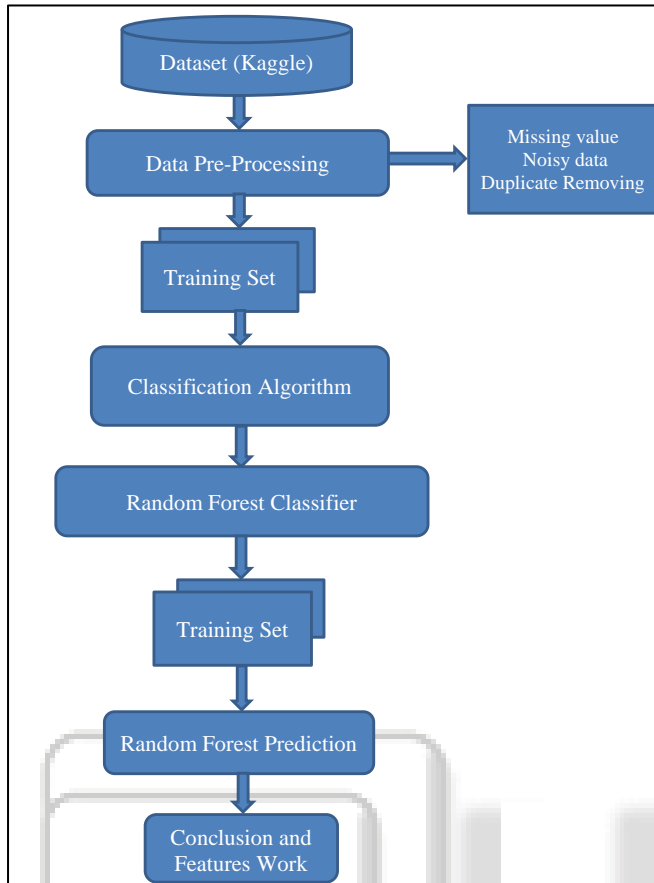 Dataset (Kaggle)
Data Pre-Processing
Missing value
Noisy data
Duplicate Removing
Training Set
Classification Algorithm
Random Forest Classifier
Training Set
Random Forest Prediction
Conclusion and
Features Work